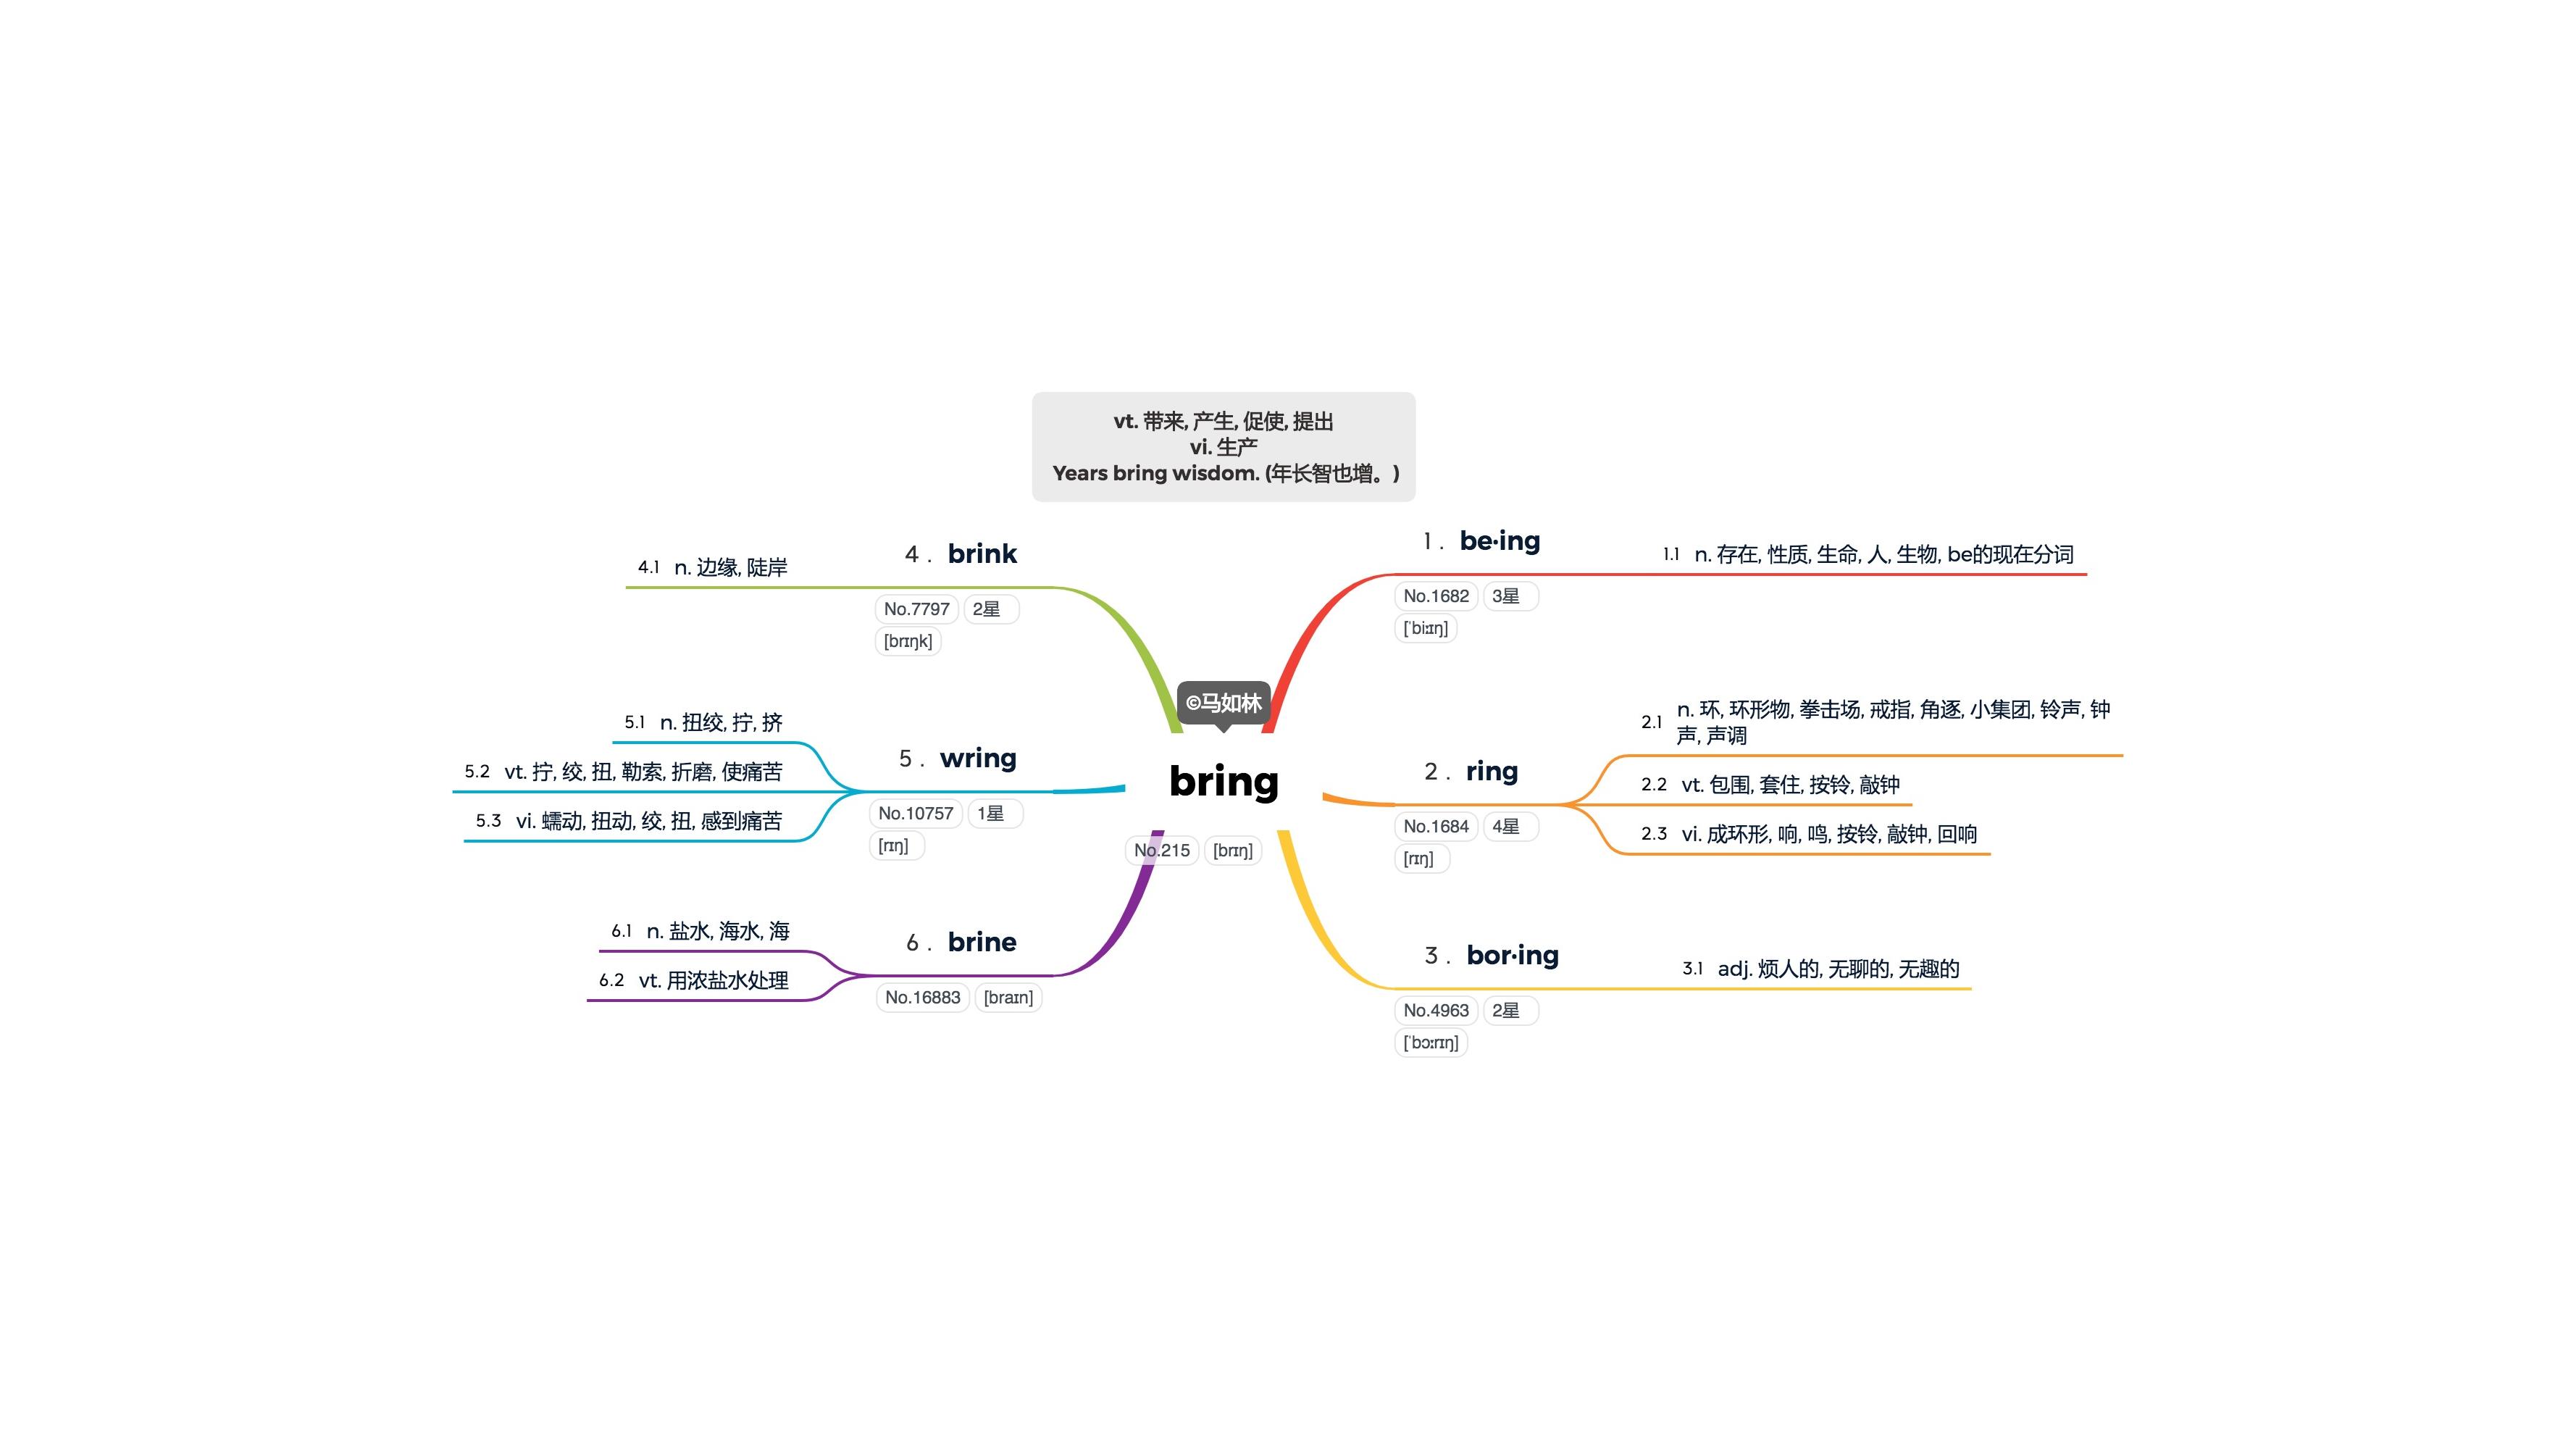 vt. 带来, 产生, 促使, 提出
vi. 生产
Years bring wisdom. (年长智也增。)
©马如林
bring
No.215 [brɪŋ]
1 . be·ing
No.1682 3星
[ˈbiːɪŋ]
1.1 n. 存在, 性质, 生命, 人, 生物, be的现在分词
2 . ring
No.1684 4星
[rɪŋ]
2.1 n. 环, 环形物, 拳击场, 戒指, 角逐, 小集团, 铃声, 钟
声, 声调
2.2 vt. 包围, 套住, 按铃, 敲钟
2.3 vi. 成环形, 响, 鸣, 按铃, 敲钟, 回响
3 . bor·ing
No.4963 2星
[ˈbɔːrɪŋ]
3.1 adj. 烦人的, 无聊的, 无趣的
4 . brink
No.7797 2星
[brɪŋk]
4.1 n. 边缘, 陡岸
5 . wring
No.10757 1星
[rɪŋ]
5.1 n. 扭绞, 拧, 挤
5.2 vt. 拧, 绞, 扭, 勒索, 折磨, 使痛苦
5.3 vi. 蠕动, 扭动, 绞, 扭, 感到痛苦
6 . brine
No.16883 [braɪn]
6.1 n. 盐水, 海水, 海
6.2 vt. 用浓盐水处理